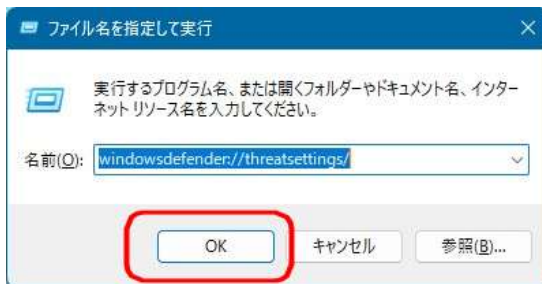 ファイル名を指定して実行
実行するプログラム名、または開くフォルダーやドキュメント名、インター
ネット リソース名を入力してください。
名前(O): windowsdefender://threatsettings/
OK キャンセル 参照(B)...